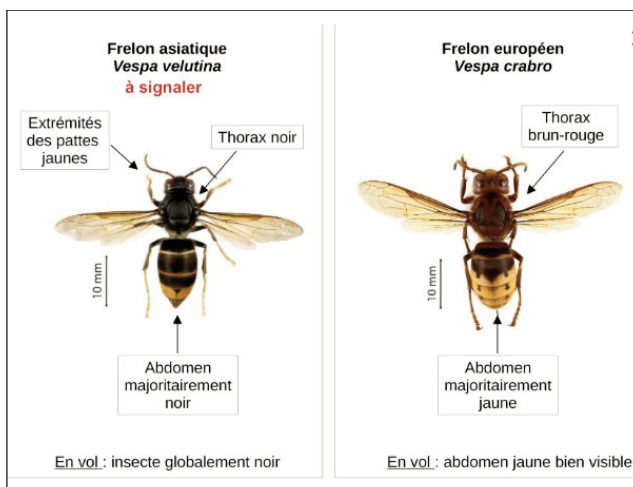 Frelon asiatique
Vespa velutina
à signaler
Extrémités
des pattes
jaunes
Thorax noir
10 mm
Abdomen
majoritairement
noir
En vol : insecte globalement noir
Frelon européen
Vespa crabro
Thorax
brun-rouge
10 mm
Abdomen
majoritairement
jaune
En vol : abdomen jaune bien visible